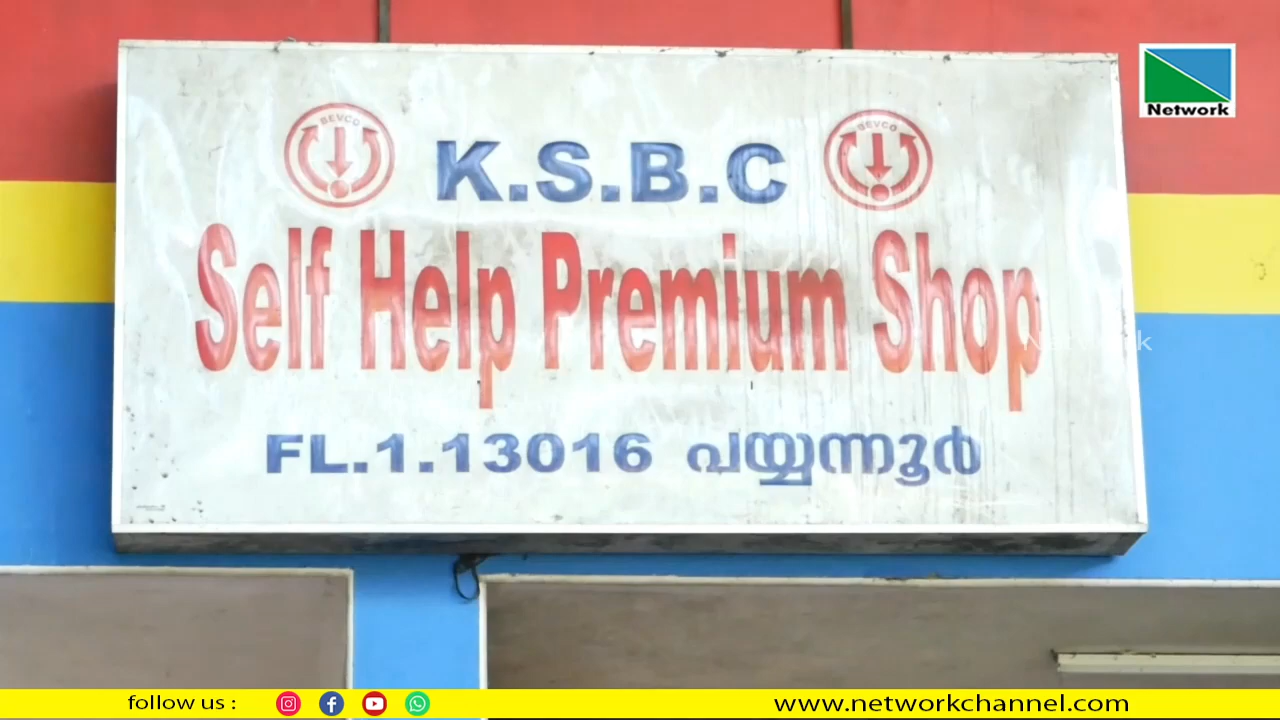 Network
BEVCO
K.S.B.C
BEVCO
Self Help Premium Shop
FL.1.13016 പയ്യന്നൂർ
follow us :
www.networkchannel.com